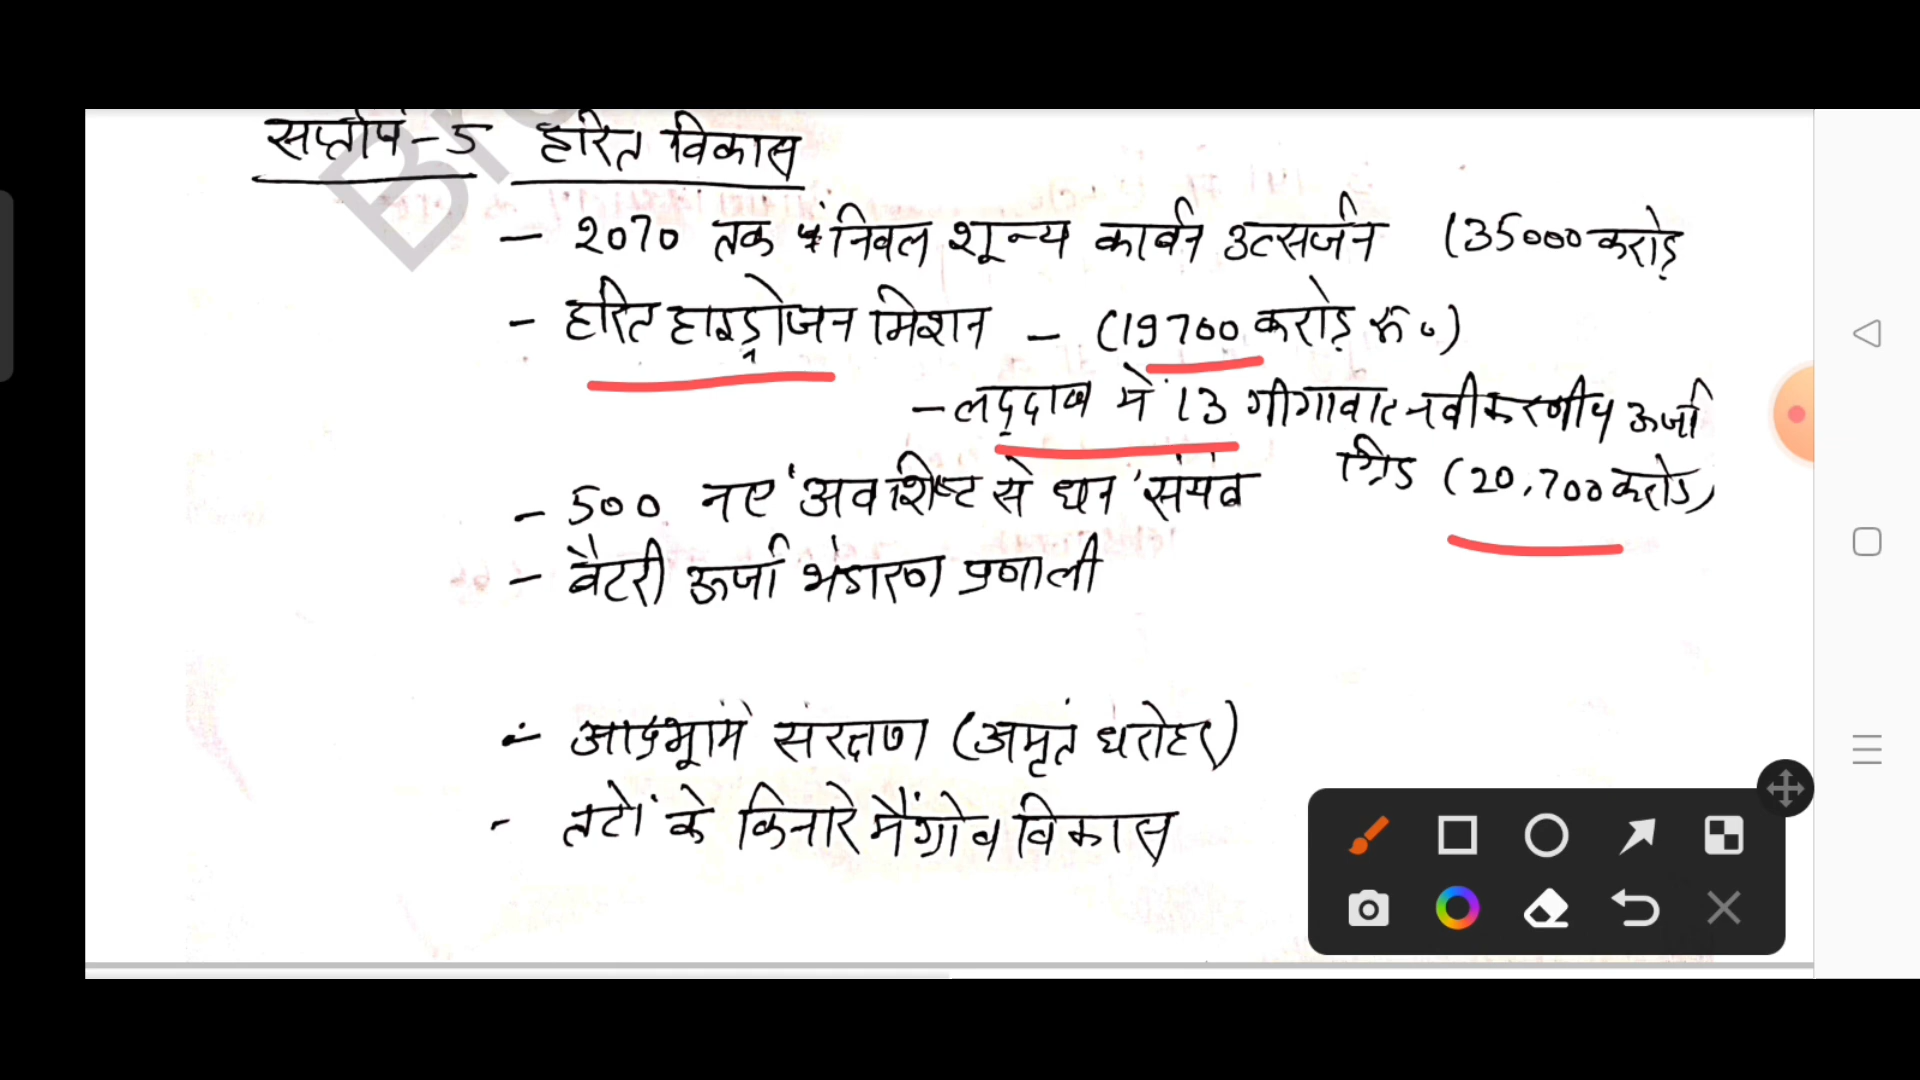 सप्तर्षि - 5 हरित विकास
Br
- 2070 तक निवल शून्य कार्बन उत्सर्जन (35000 करोड़
- हरित हाइड्रोजन मिशन - (19700 करोड़ रु०)
- लद्दाख में 13 गीगावाट नवीकरणीय ऊर्जा
ग्रिड (20,700 करोड़)
- 500 नए 'अवशिष्ट से धन' संयंत्र
- बैटरी ऊर्जा भंडारण प्रणाली
- आर्द्रभूमि संरक्षण (अमृत धरोहर)
- तटों के किनारे मैंग्रोव विकास